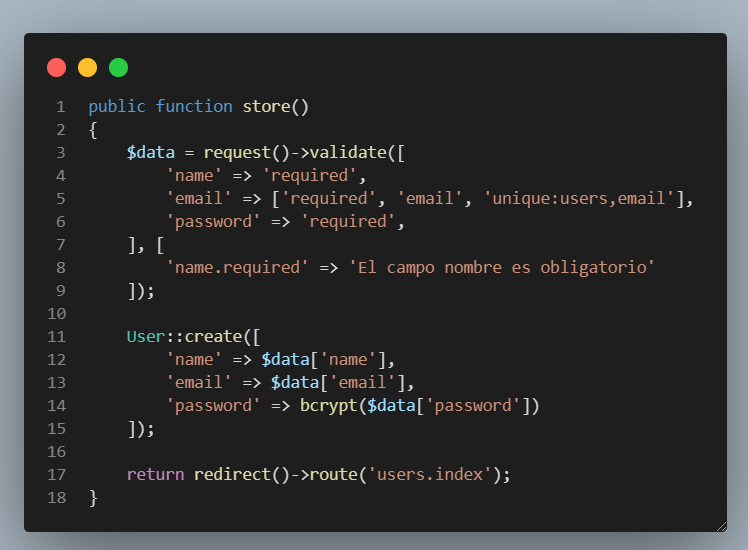 1 public function store()
2 {
3     $data = request()->validate([
4         'name' => 'required',
5         'email' => ['required', 'email', 'unique:users,email'],
6         'password' => 'required',
7     ], [
8         'name.required' => 'El campo nombre es obligatorio'
9     ]);
10
11     User::create([
12         'name' => $data['name'],
13         'email' => $data['email'],
14         'password' => bcrypt($data['password'])
15     ]);
16
17     return redirect()->route('users.index');
18 }